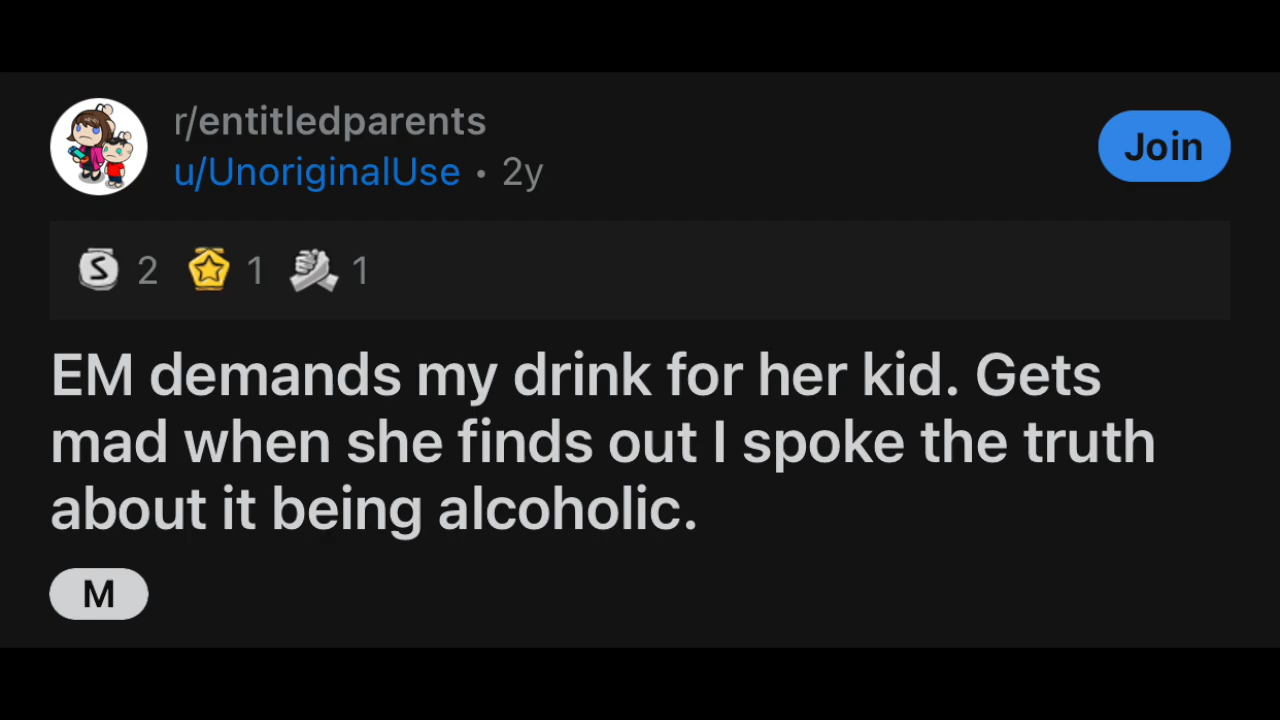 r/entitledparents
u/UnoriginalUse • 2y
Join
S 2 1 1
EM demands my drink for her kid. Gets
mad when she finds out I spoke the truth
about it being alcoholic.
M